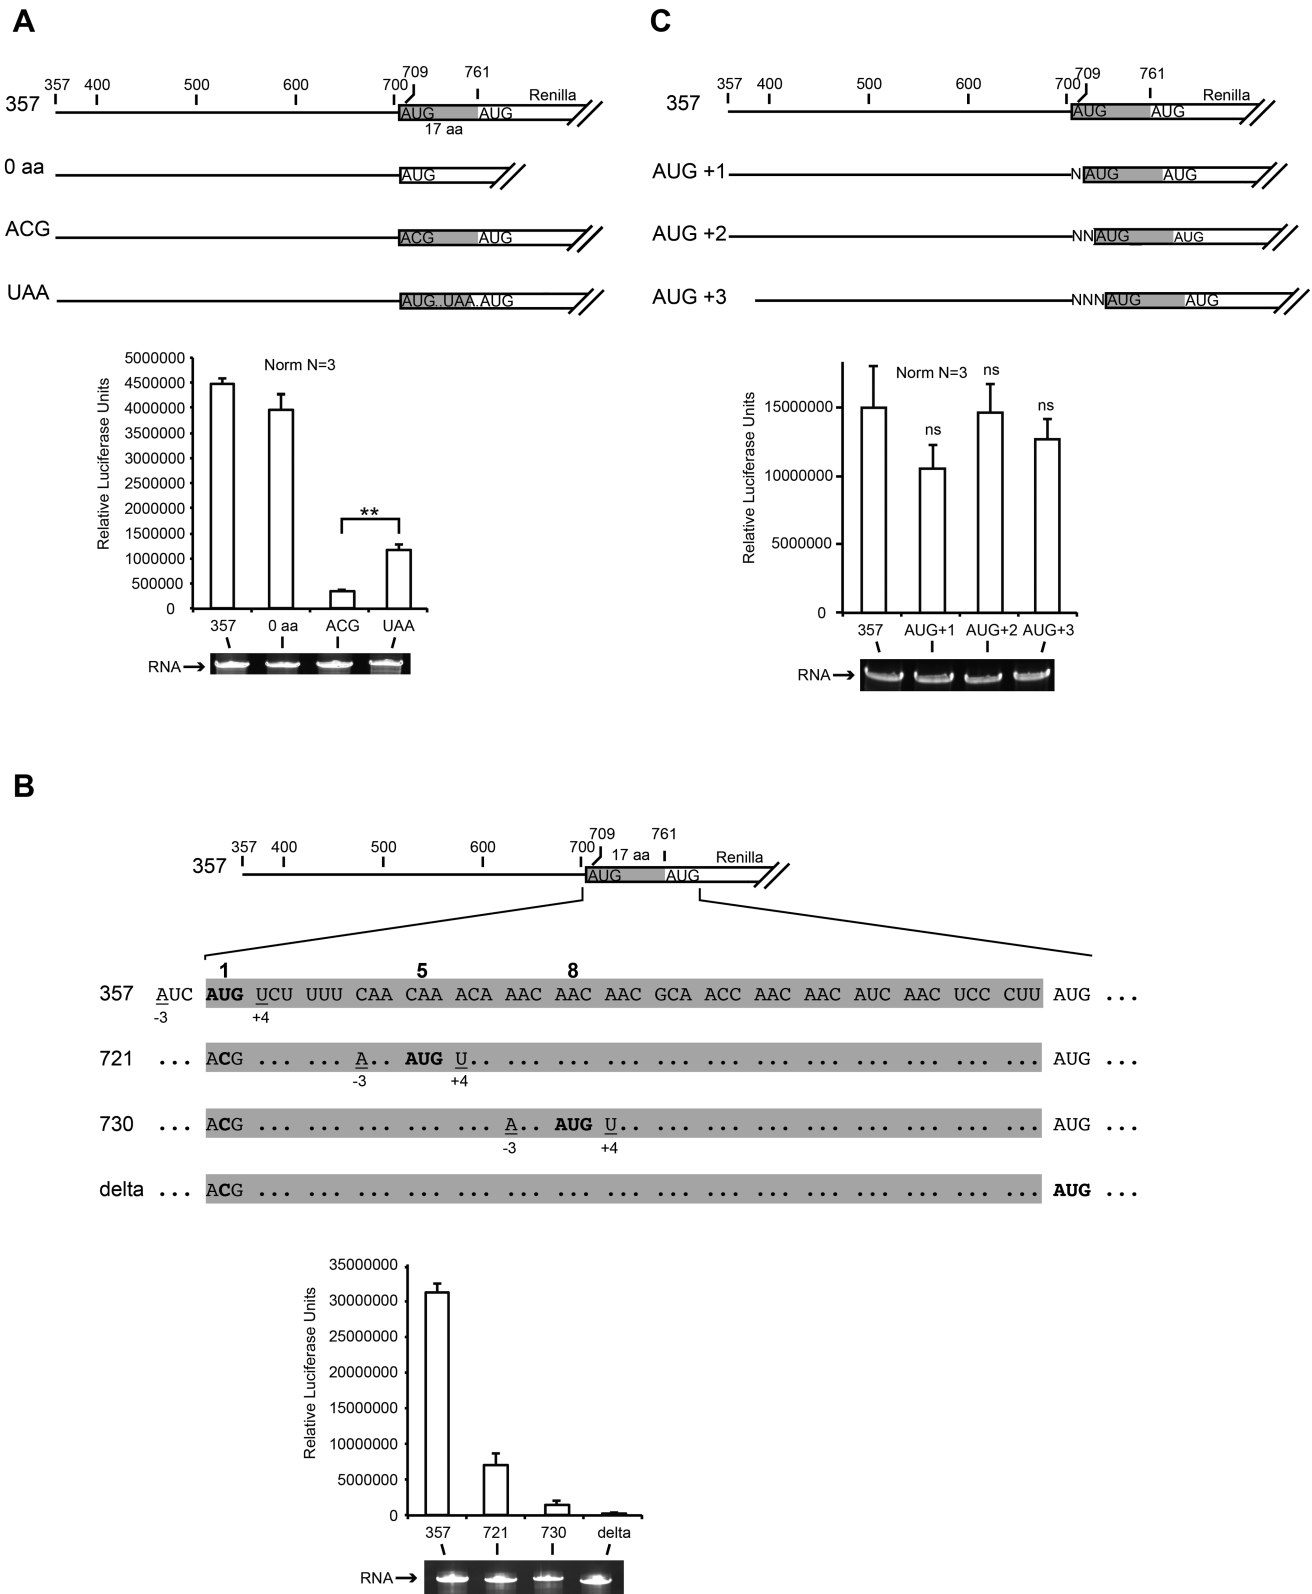 A
357 400 500 600 700 709 761
Renilla
357 AUG AUG
17 aa
0 aa AUG
ACG ACG AUG
UAA AUG..UAA.AUG
Norm N=3
Relative Luciferase Units
5000000
4500000
4000000
3500000
3000000
2500000
2000000
1500000
1000000
500000
0
**
357 0 aa ACG UAA
RNA→
C
357 400 500 600 700 709 761
Renilla
357 AUG AUG
AUG +1 N AUG AUG
AUG +2 NN AUG AUG
AUG +3 NNN AUG AUG
Norm N=3
Relative Luciferase Units
15000000
10000000
5000000
0
ns ns ns
357 AUG+1 AUG+2 AUG+3
RNA→
B
357 400 500 600 700 709 761
17 aa Renilla
357 AUG AUG
1 5 8
357 AUC AUG UCU UUU CAA CAA ACA AAC AAC AAC GCA ACC AAC AAC AUC AAC UCC CUU AUG ...
-3 +4
721 ... ACG ... ... A.. AUG U.. ... ... ... ... ... ... ... ... ... ... ... AUG ...
-3 +4
730 ... ACG ... ... ... ... ... A.. AUG U.. ... ... ... ... ... ... ... ... AUG ...
-3 +4
delta ... ACG ... ... ... ... ... ... ... ... ... ... ... ... ... ... ... ... AUG ...
Relative Luciferase Units
35000000
30000000
25000000
20000000
15000000
10000000
5000000
0
357 721 730 delta
RNA→